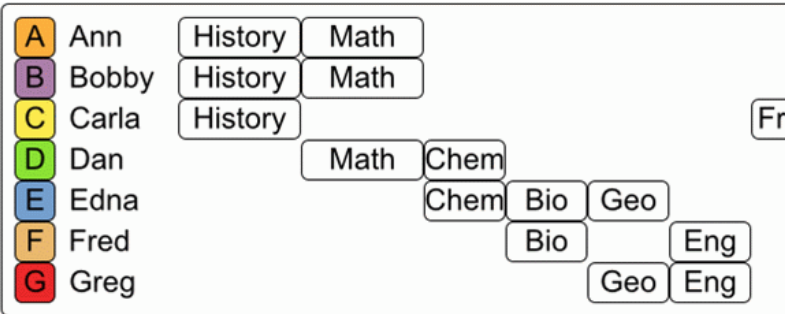 A Ann History Math
B Bobby History Math
C Carla History Fr
D Dan Math Chem
E Edna Chem Bio Geo
F Fred Bio Eng
G Greg Geo Eng